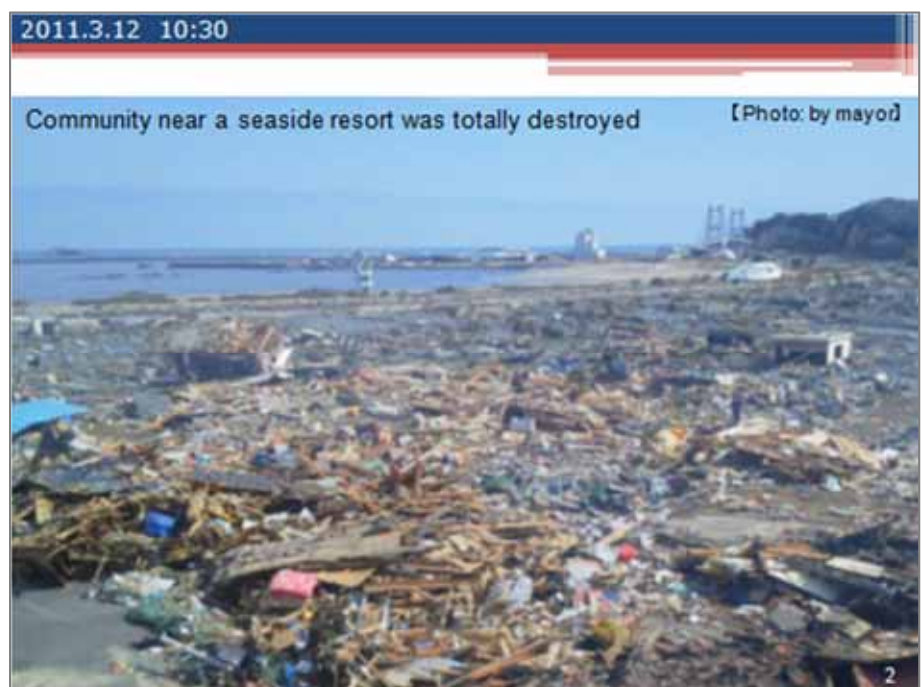 2011.3.12 10:30
Community near a seaside resort was totally destroyed
【Photo: by mayor】
2